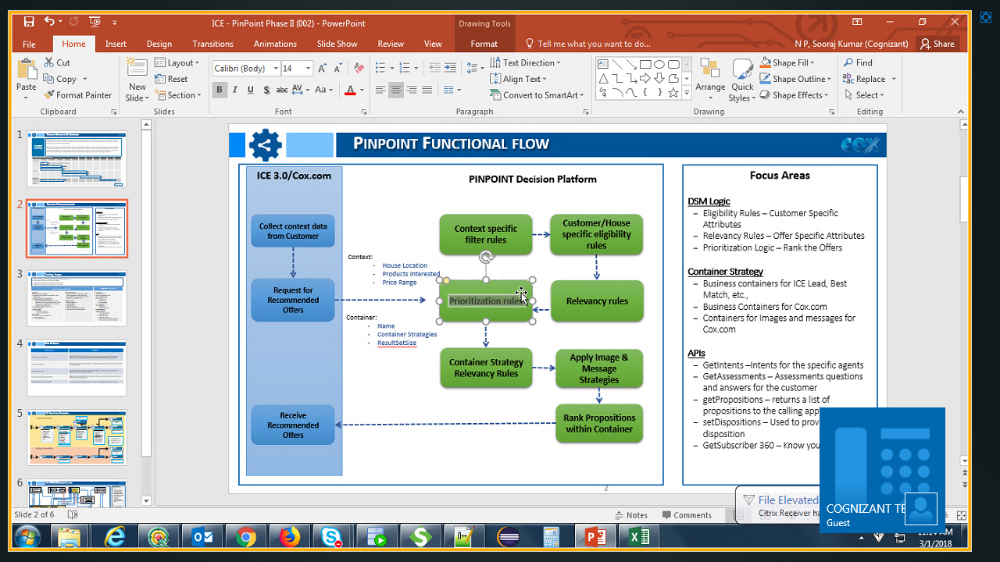 ICE - PinPoint Phase II (002) - PowerPoint
Drawing Tools
File
Home
Insert
Design
Transitions
Animations
Slide Show
Review
View
Format
Tell me what you want to do...
N P, Sooraj Kumar (Cognizant)
Share
Paste
Cut
Copy
Format Painter
Clipboard
New
Slide
Layout
Reset
Section
Slides
Calibri (Body)
14
B I U S abc AV Aa A
Font
Text Direction
Align Text
Convert to SmartArt
Paragraph
Arrange
Quick
Styles
Shape Fill
Shape Outline
Shape Effects
Drawing
Find
Replace
Select
Editing
1
2
3
4
5
6
PINPOINT FUNCTIONAL FLOW
COX
ICE 3.0/Cox.com
Collect context data
from Customer
Request for
Recommended
Offers
Receive
Recommended
Offers
PINPOINT Decision Platform
Context:
- House Location
- Products Interested
- Price Range
Container:
- Name
- Container Strategies
- ResultSetSize
Context specific
filter rules
Customer/House
specific eligibility
rules
Prioritization rules
Relevancy rules
Container Strategy
Relevancy Rules
Apply Image &
Message
Strategies
Rank Propositions
within Container
2
Focus Areas
DSM Logic
– Eligibility Rules – Customer Specific
Attributes
– Relevancy Rules – Offer Specific Attributes
– Prioritization Logic – Rank the Offers
Container Strategy
– Business containers for ICE Lead, Best
Match, etc.,
– Business Containers for Cox.com
– Containers for Images and messages for
Cox.com
APIs
– GetIntents –Intents for the specific agents
– GetAssessments – Assessments questions
and answers for the customer
– getPropositions – returns a list of
propositions to the calling app
– setDispositions – Used to prov
disposition
– GetSubscriber 360 – Know yo
File Elevated
Citrix Receiver ha
COGNIZANT TE
Guest
Slide 2 of 6
Notes
Comments
%
3/1/2018